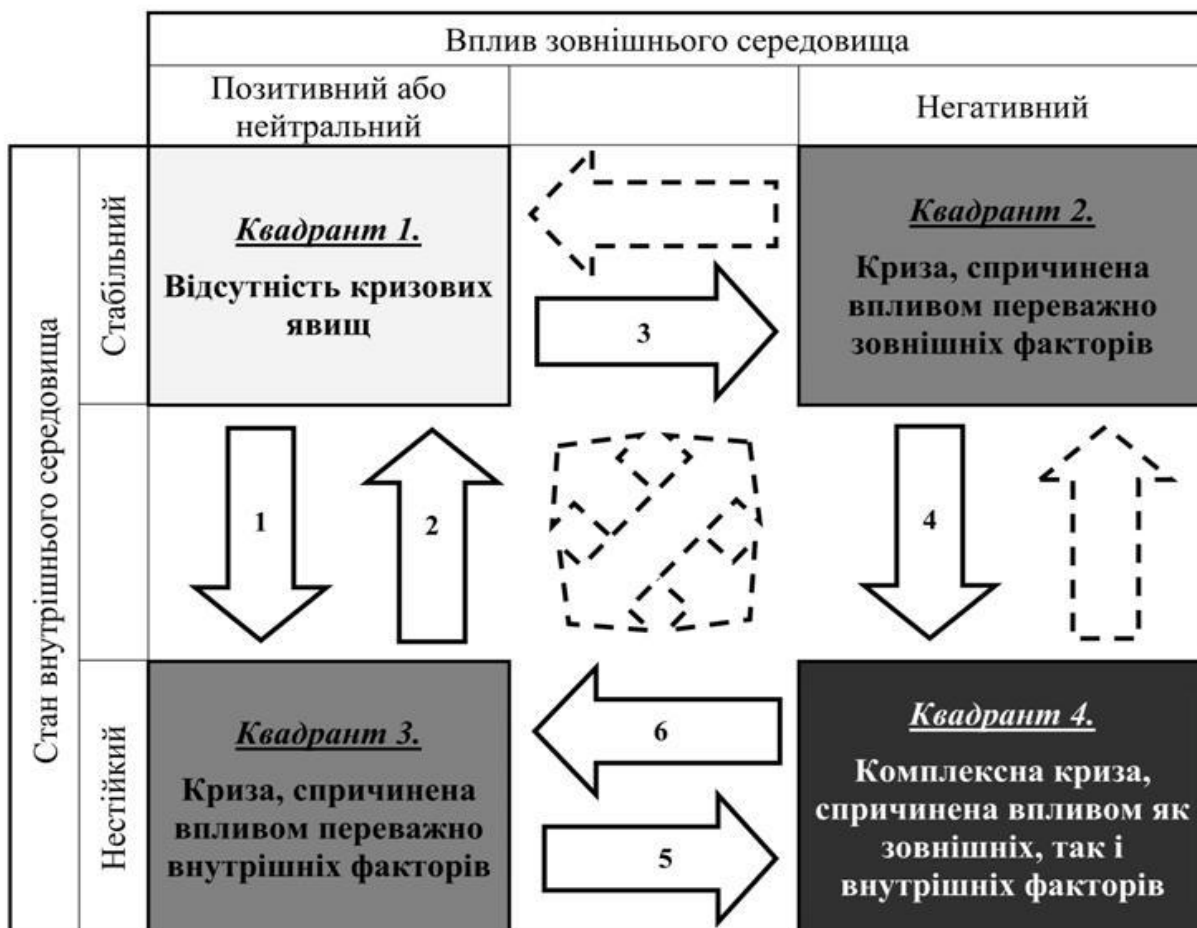 Вплив зовнішнього середовища
Позитивний або
нейтральний
Негативний
Стан внутрішнього середовища
Стабільний
Квадрант 1.
Відсутність кризових
явищ
3
Квадрант 2.
Криза, спричинена
впливом переважно
зовнішніх факторів
1
2
4
Нестійкий
Квадрант 3.
Криза, спричинена
впливом переважно
внутрішніх факторів
6
5
Квадрант 4.
Комплексна криза,
спричинена впливом як
зовнішніх, так і
внутрішніх факторів